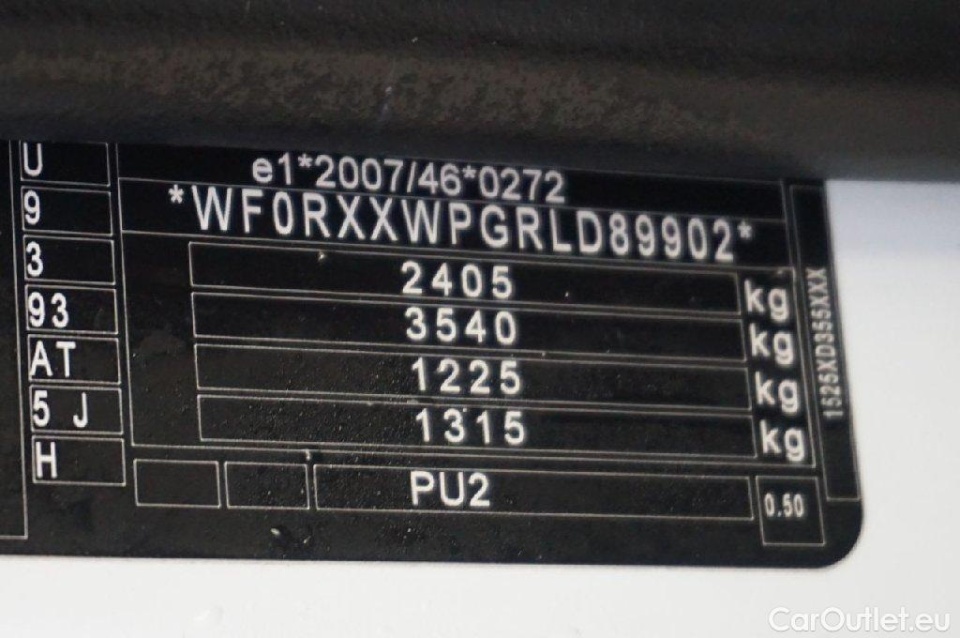 U
e1*2007/46*0272
9
*WF0RXXWPGRLD89902*
3
2405 kg
93
3540 kg
AT
1225 kg
5 J
1315 kg
H
PU2
0.50
1525XD355XXX
CarOutlet.eu